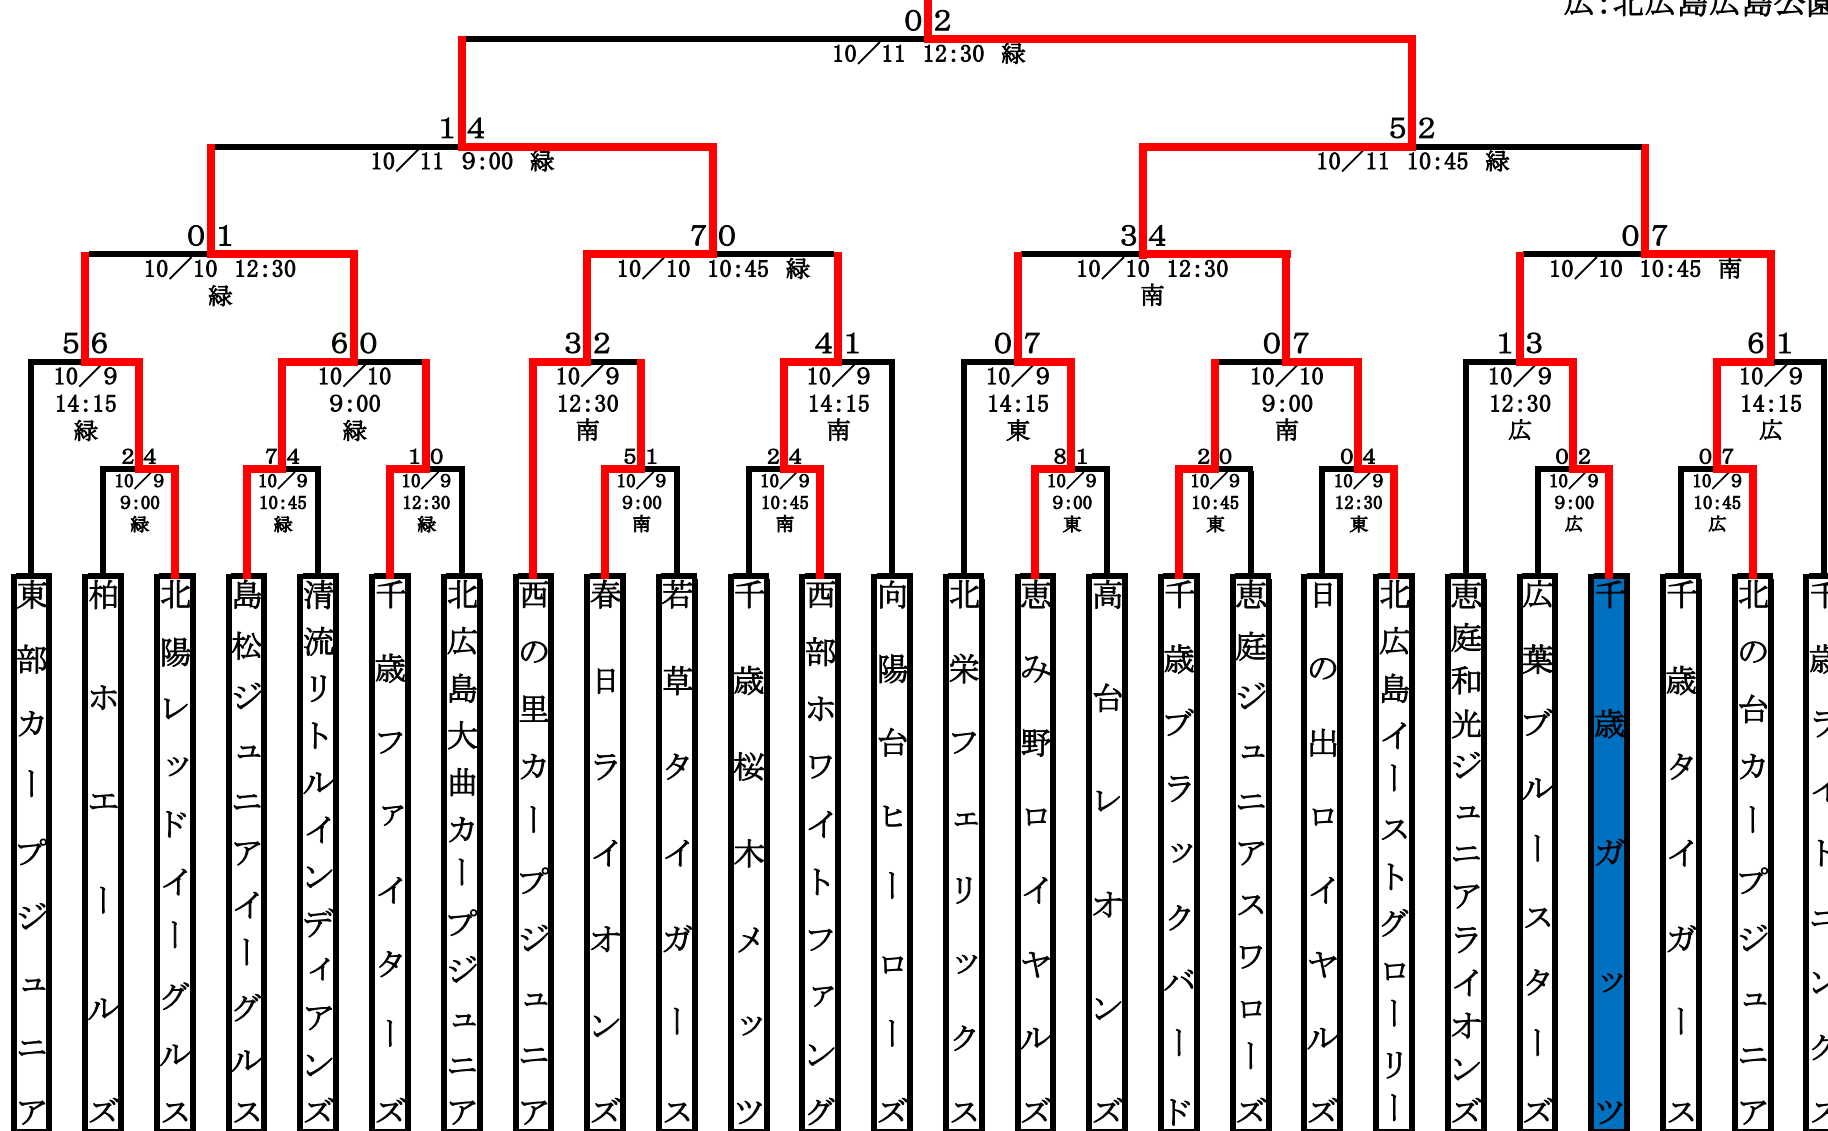 広:北広島広島公園
0 2
10/11 12:30 緑
1 4
10/11 9:00 緑
5 2
10/11 10:45 緑
0 1
10/10 12:30
緑
7 0
10/10 10:45 緑
3 4
10/10 12:30
南
0 7
10/10 10:45 南
5 6
10/9
14:15
緑
6 0
10/10
9:00
緑
3 2
10/9
12:30
南
4 1
10/9
14:15
南
0 7
10/9
14:15
東
0 7
10/10
9:00
南
1 3
10/9
12:30
広
6 1
10/9
14:15
広
2 4
10/9
9:00
緑
7 4
10/9
10:45
緑
1 0
10/9
12:30
緑
5 1
10/9
9:00
南
2 4
10/9
10:45
南
8 1
10/9
9:00
東
2 0
10/9
10:45
東
0 4
10/9
12:30
東
0 2
10/9
9:00
広
0 7
10/9
10:45
広
東部カープジュニア
柏ホエールズ
北陽レッドイーグルス
島松ジュニアイーグルス
清流リトルインディアンズ
千歳ファイターズ
北広島大曲カープジュニア
西の里カープジュニア
春日ライオンズ
若草タイガース
千歳桜木メッツ
西部ホワイトファング
向陽台ヒーローズ
北栄フェリックス
恵み野ロイヤルズ
高台レオンズ
千歳ブラックバード
恵庭ジュニアスワローズ
日の出ロイヤルズ
北広島イーストグローリー
恵庭和光ジュニアライオンズ
広葉ブルースターズ
千歳ガッツ
千歳タイガース
北の台カープジュニア
千歳ライトニングス